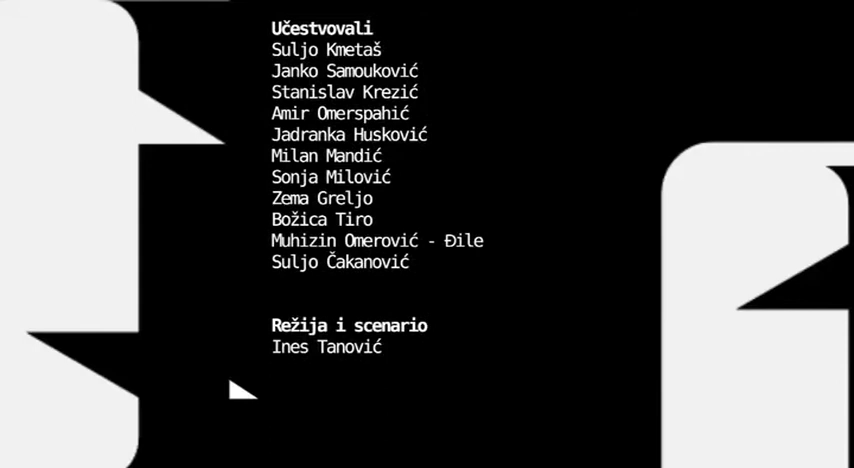 Učestvovali
Suljo Kmetaš
Janko Samouković
Stanislav Krezić
Amir Omerspahić
Jadranka Husković
Milan Mandić
Sonja Milović
Zema Greljo
Božica Tiro
Muhizin Omerović - Đile
Suljo Čakanović
Režija i scenario
Ines Tanović